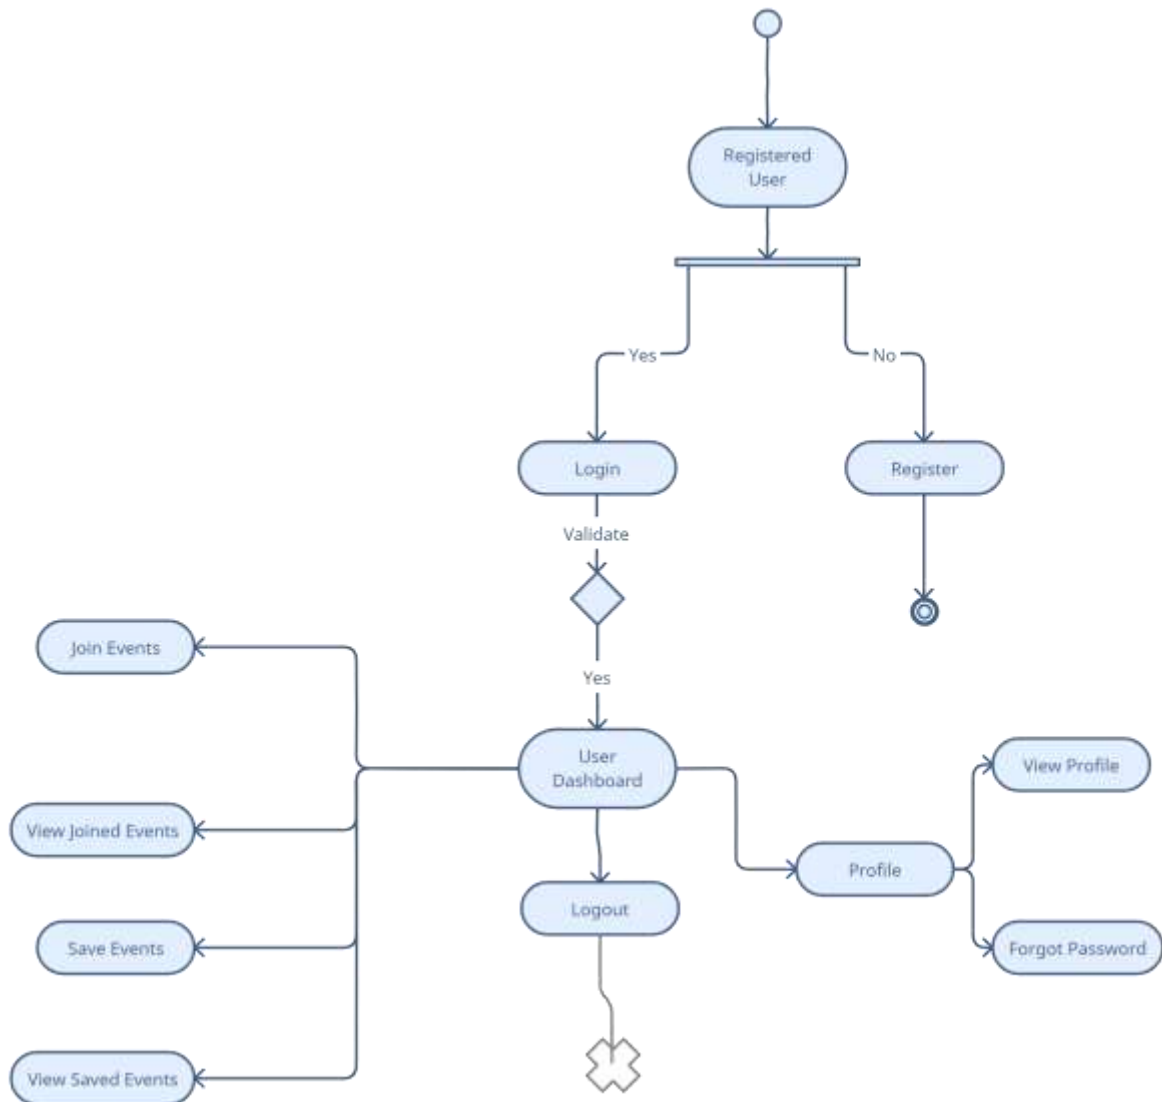 Registered
User
Yes
No
Login
Register
Validate
Yes
Join Events
User
Dashboard
View Profile
View Joined Events
Profile
Logout
Save Events
Forgot Password
View Saved Events